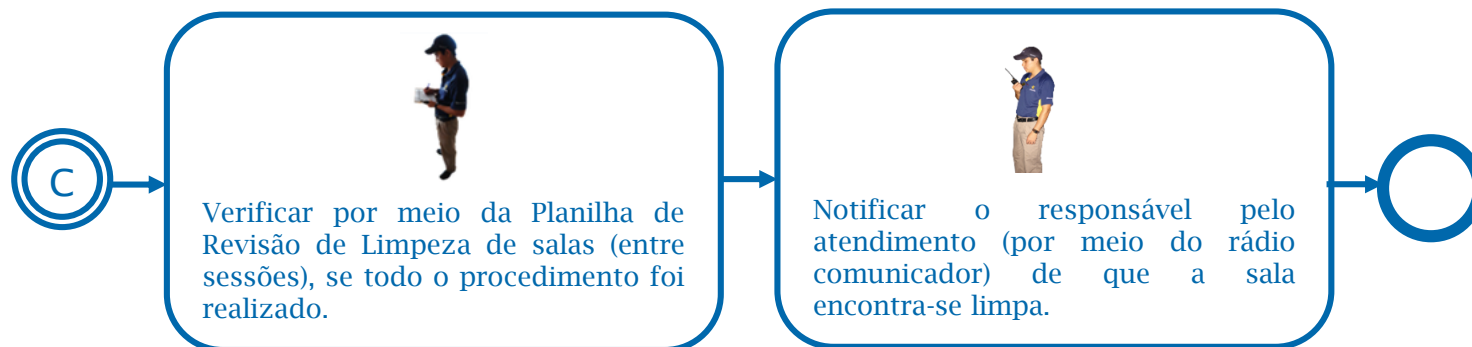 C
Verificar por meio da Planilha de
Revisão de Limpeza de salas (entre
sessões), se todo o procedimento foi
realizado.
Notificar o responsável pelo
atendimento (por meio do rádio
comunicador) de que a sala
encontra-se limpa.